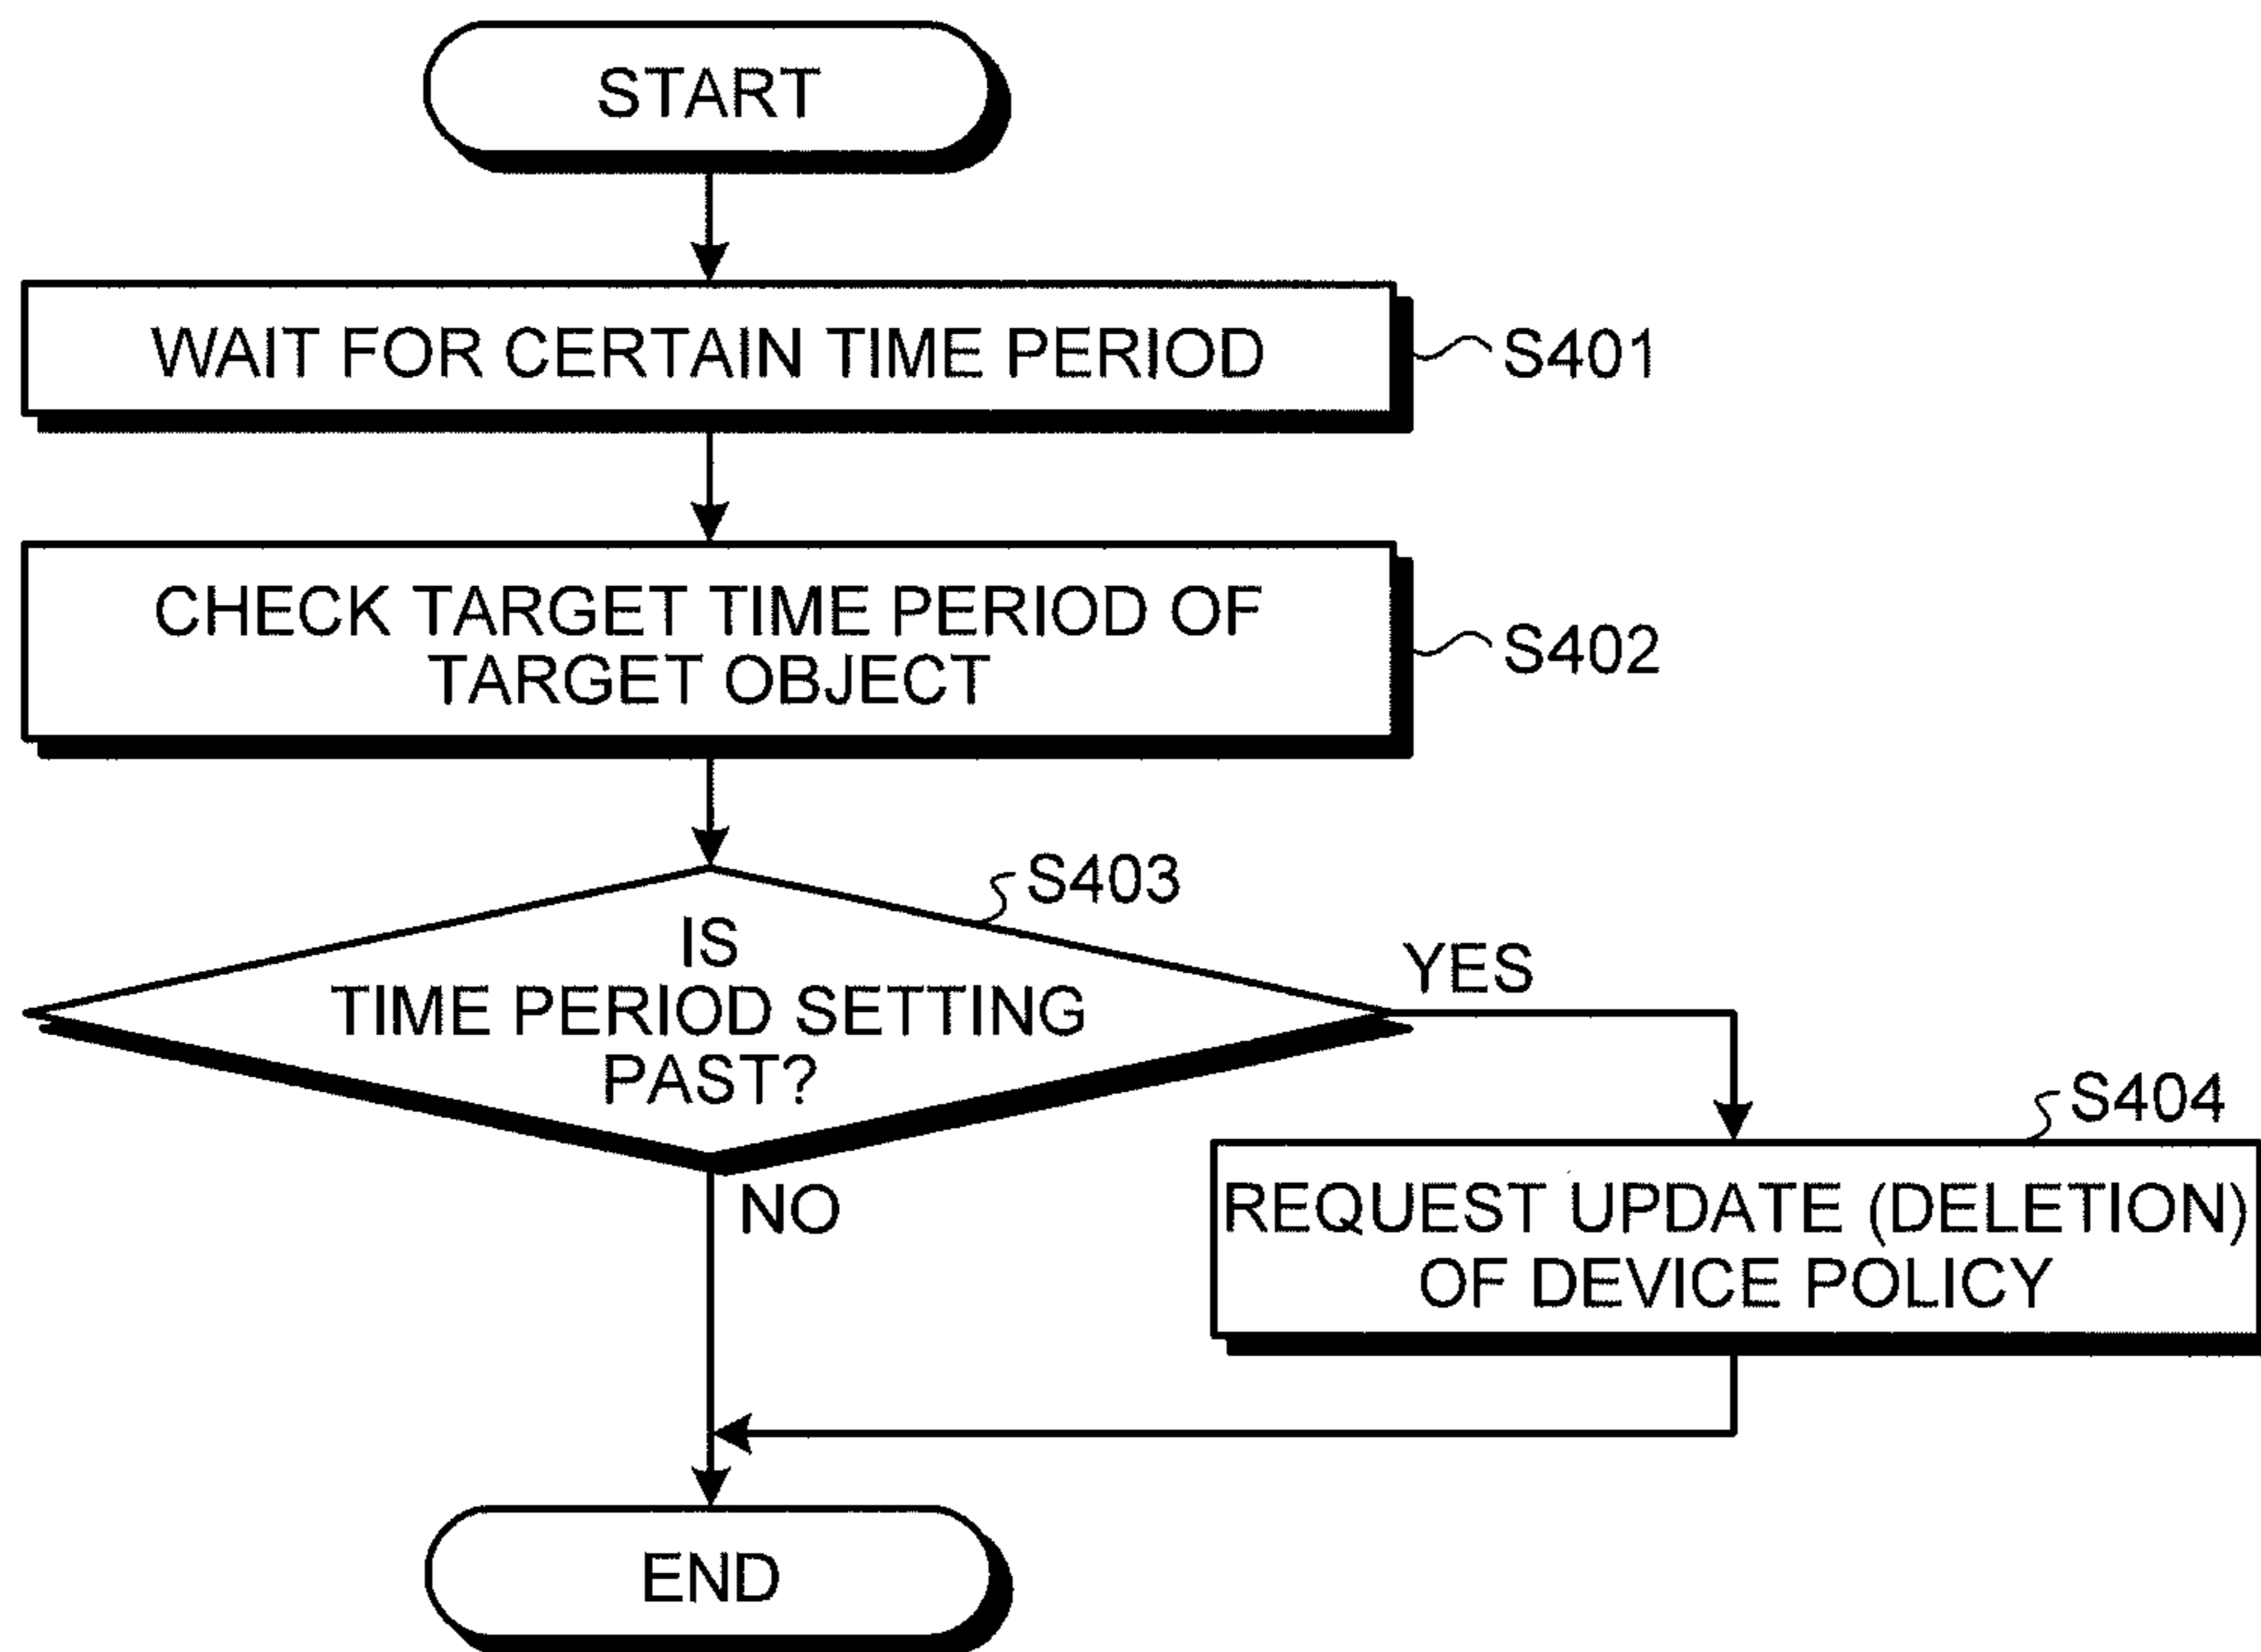 START
WAIT FOR CERTAIN TIME PERIOD
S401
CHECK TARGET TIME PERIOD OF
TARGET OBJECT
S402
S403
IS
TIME PERIOD SETTING
PAST?
YES
NO
S404
REQUEST UPDATE (DELETION)
OF DEVICE POLICY
END